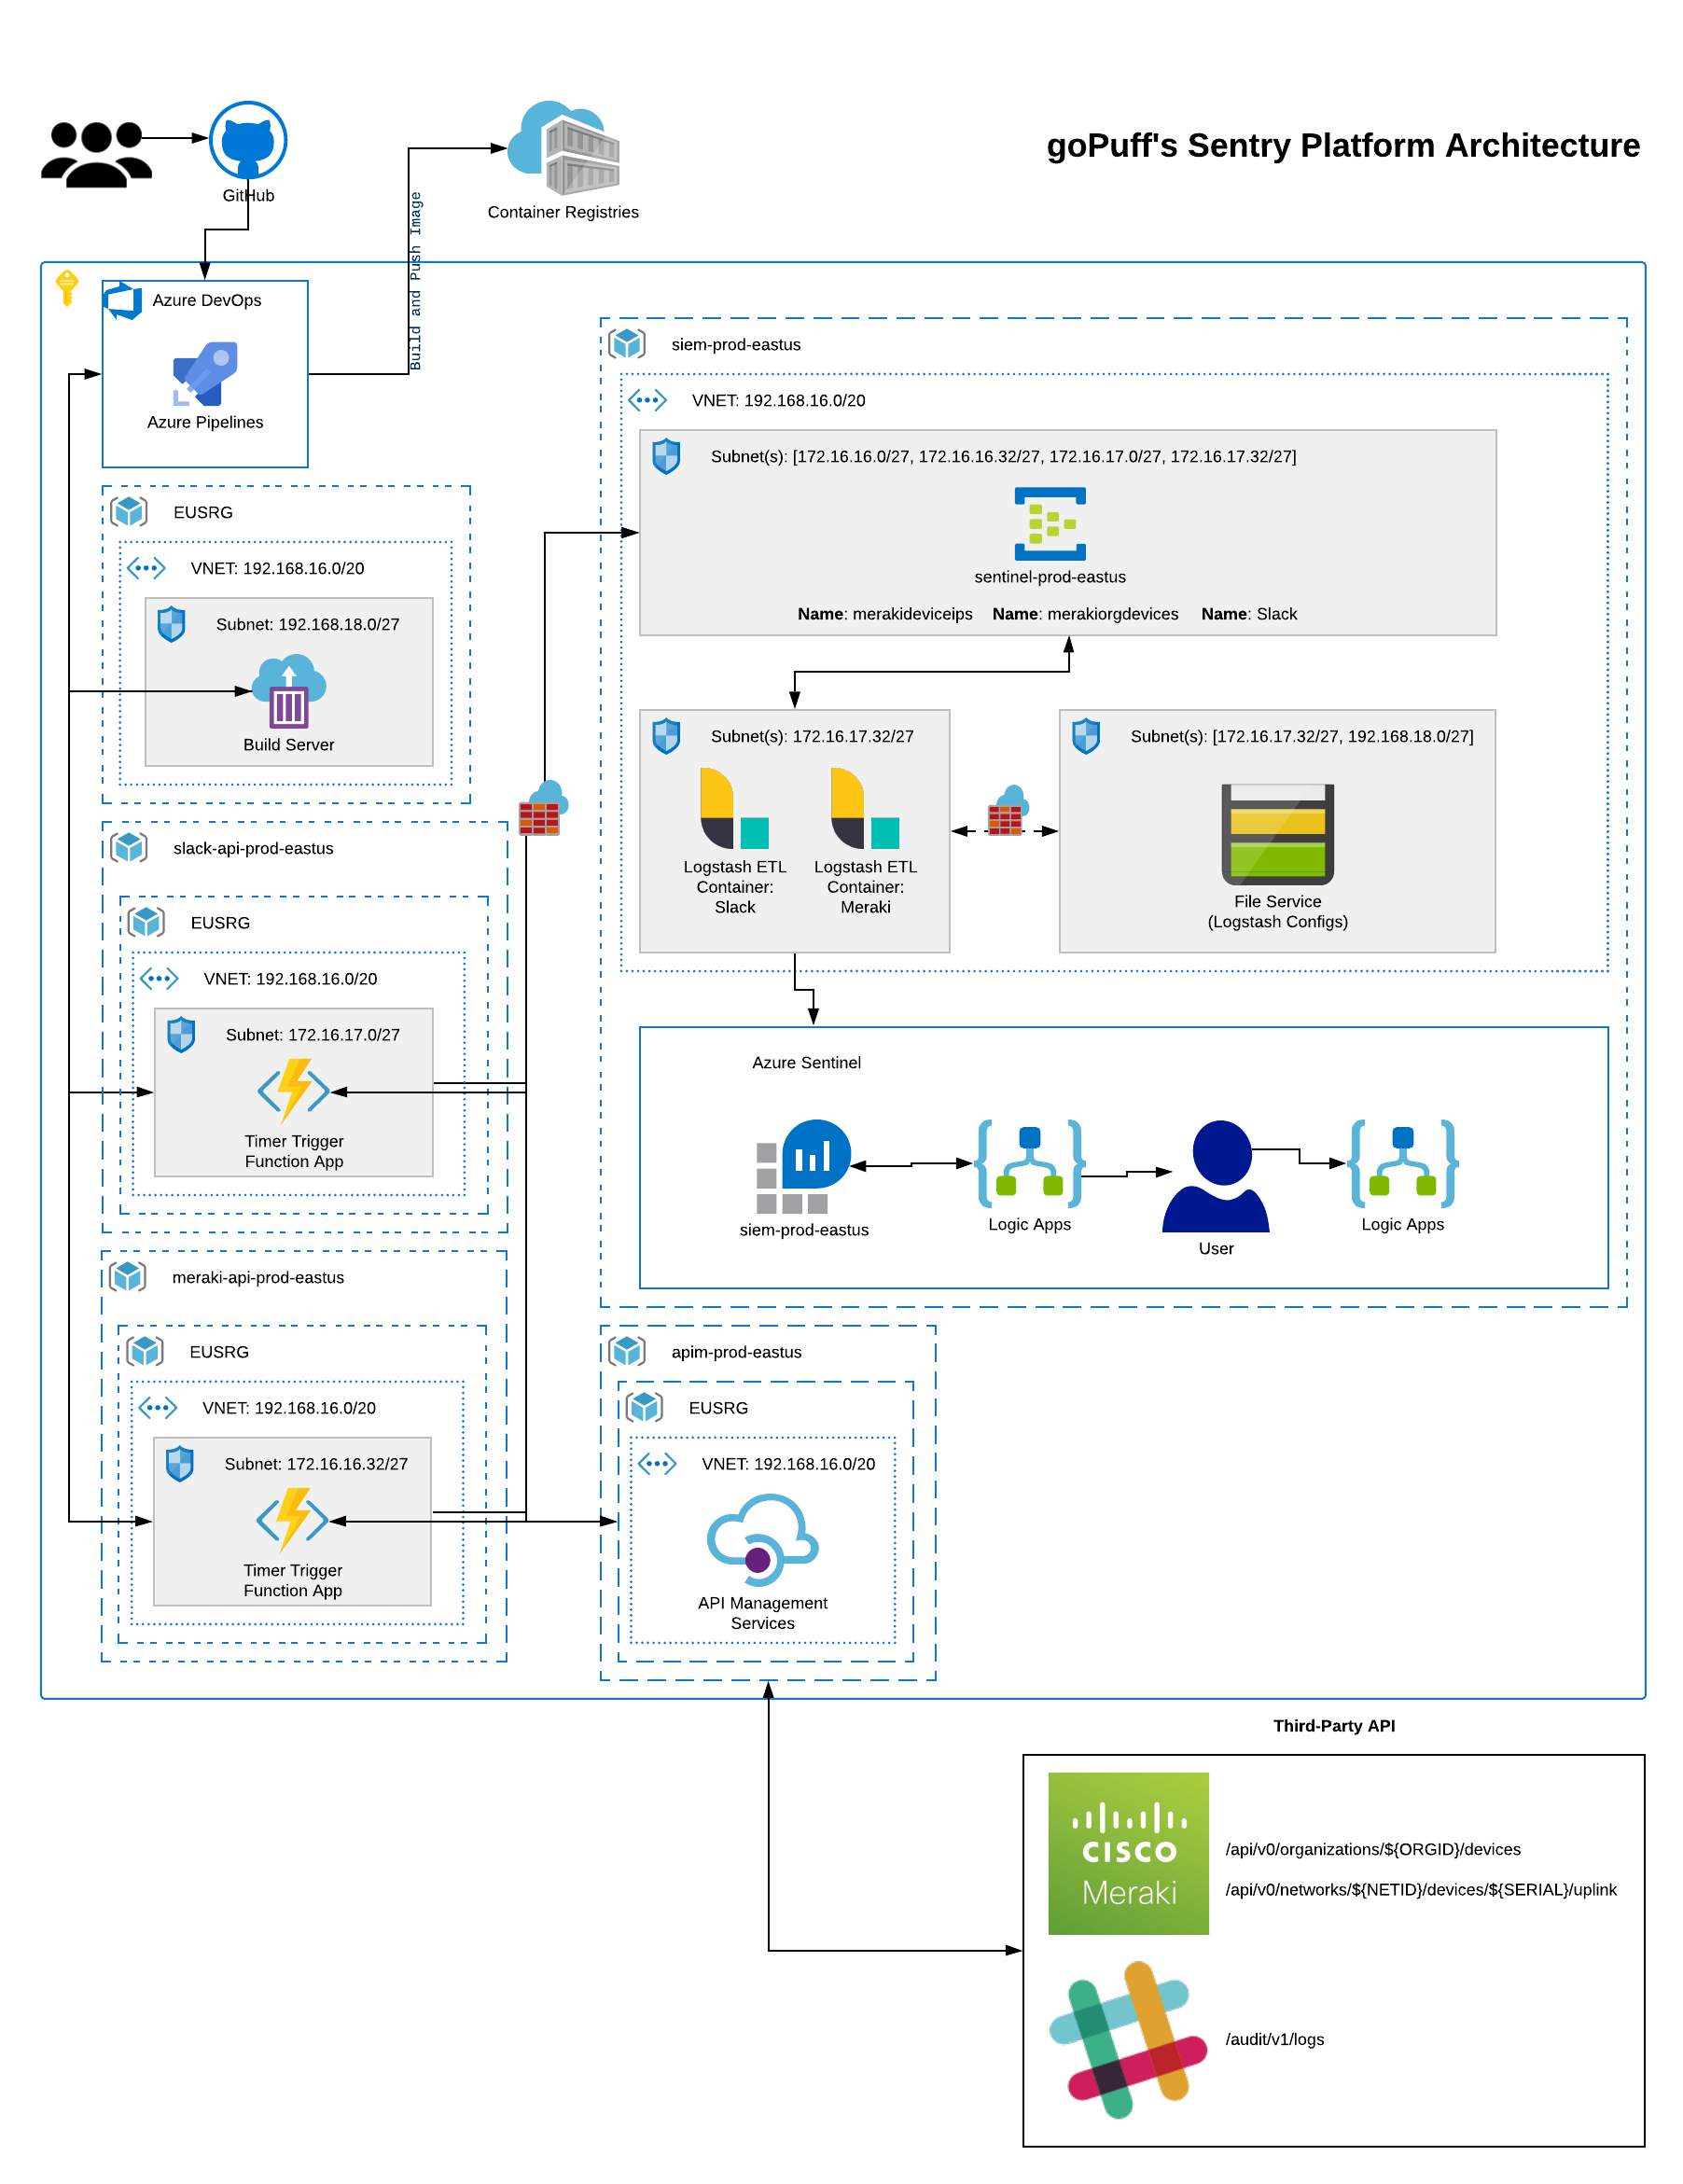 goPuff's Sentry Platform Architecture
GitHub
Container Registries
Build and Push Image
Azure DevOps
Azure Pipelines
EUSRG
VNET: 192.168.16.0/20
Subnet: 192.168.18.0/27
Build Server
slack-api-prod-eastus
EUSRG
VNET: 192.168.16.0/20
Subnet: 172.16.17.0/27
Timer Trigger
Function App
meraki-api-prod-eastus
EUSRG
VNET: 192.168.16.0/20
Subnet: 172.16.16.32/27
Timer Trigger
Function App
siem-prod-eastus
VNET: 192.168.16.0/20
Subnet(s): [172.16.16.0/27, 172.16.16.32/27, 172.16.17.0/27, 172.16.17.32/27]
sentinel-prod-eastus
Name: merakideviceips Name: merakiorgdevices Name: Slack
Subnet(s): 172.16.17.32/27
Logstash ETL
Container:
Slack
Logstash ETL
Container:
Meraki
Subnet(s): [172.16.17.32/27, 192.168.18.0/27]
File Service
(Logstash Configs)
Azure Sentinel
siem-prod-eastus
Logic Apps
User
Logic Apps
apim-prod-eastus
EUSRG
VNET: 192.168.16.0/20
API Management
Services
Third-Party API
CISCO
Meraki
/api/v0/organizations/${ORGID}/devices
/api/v0/networks/${NETID}/devices/${SERIAL}/uplink
/audit/v1/logs